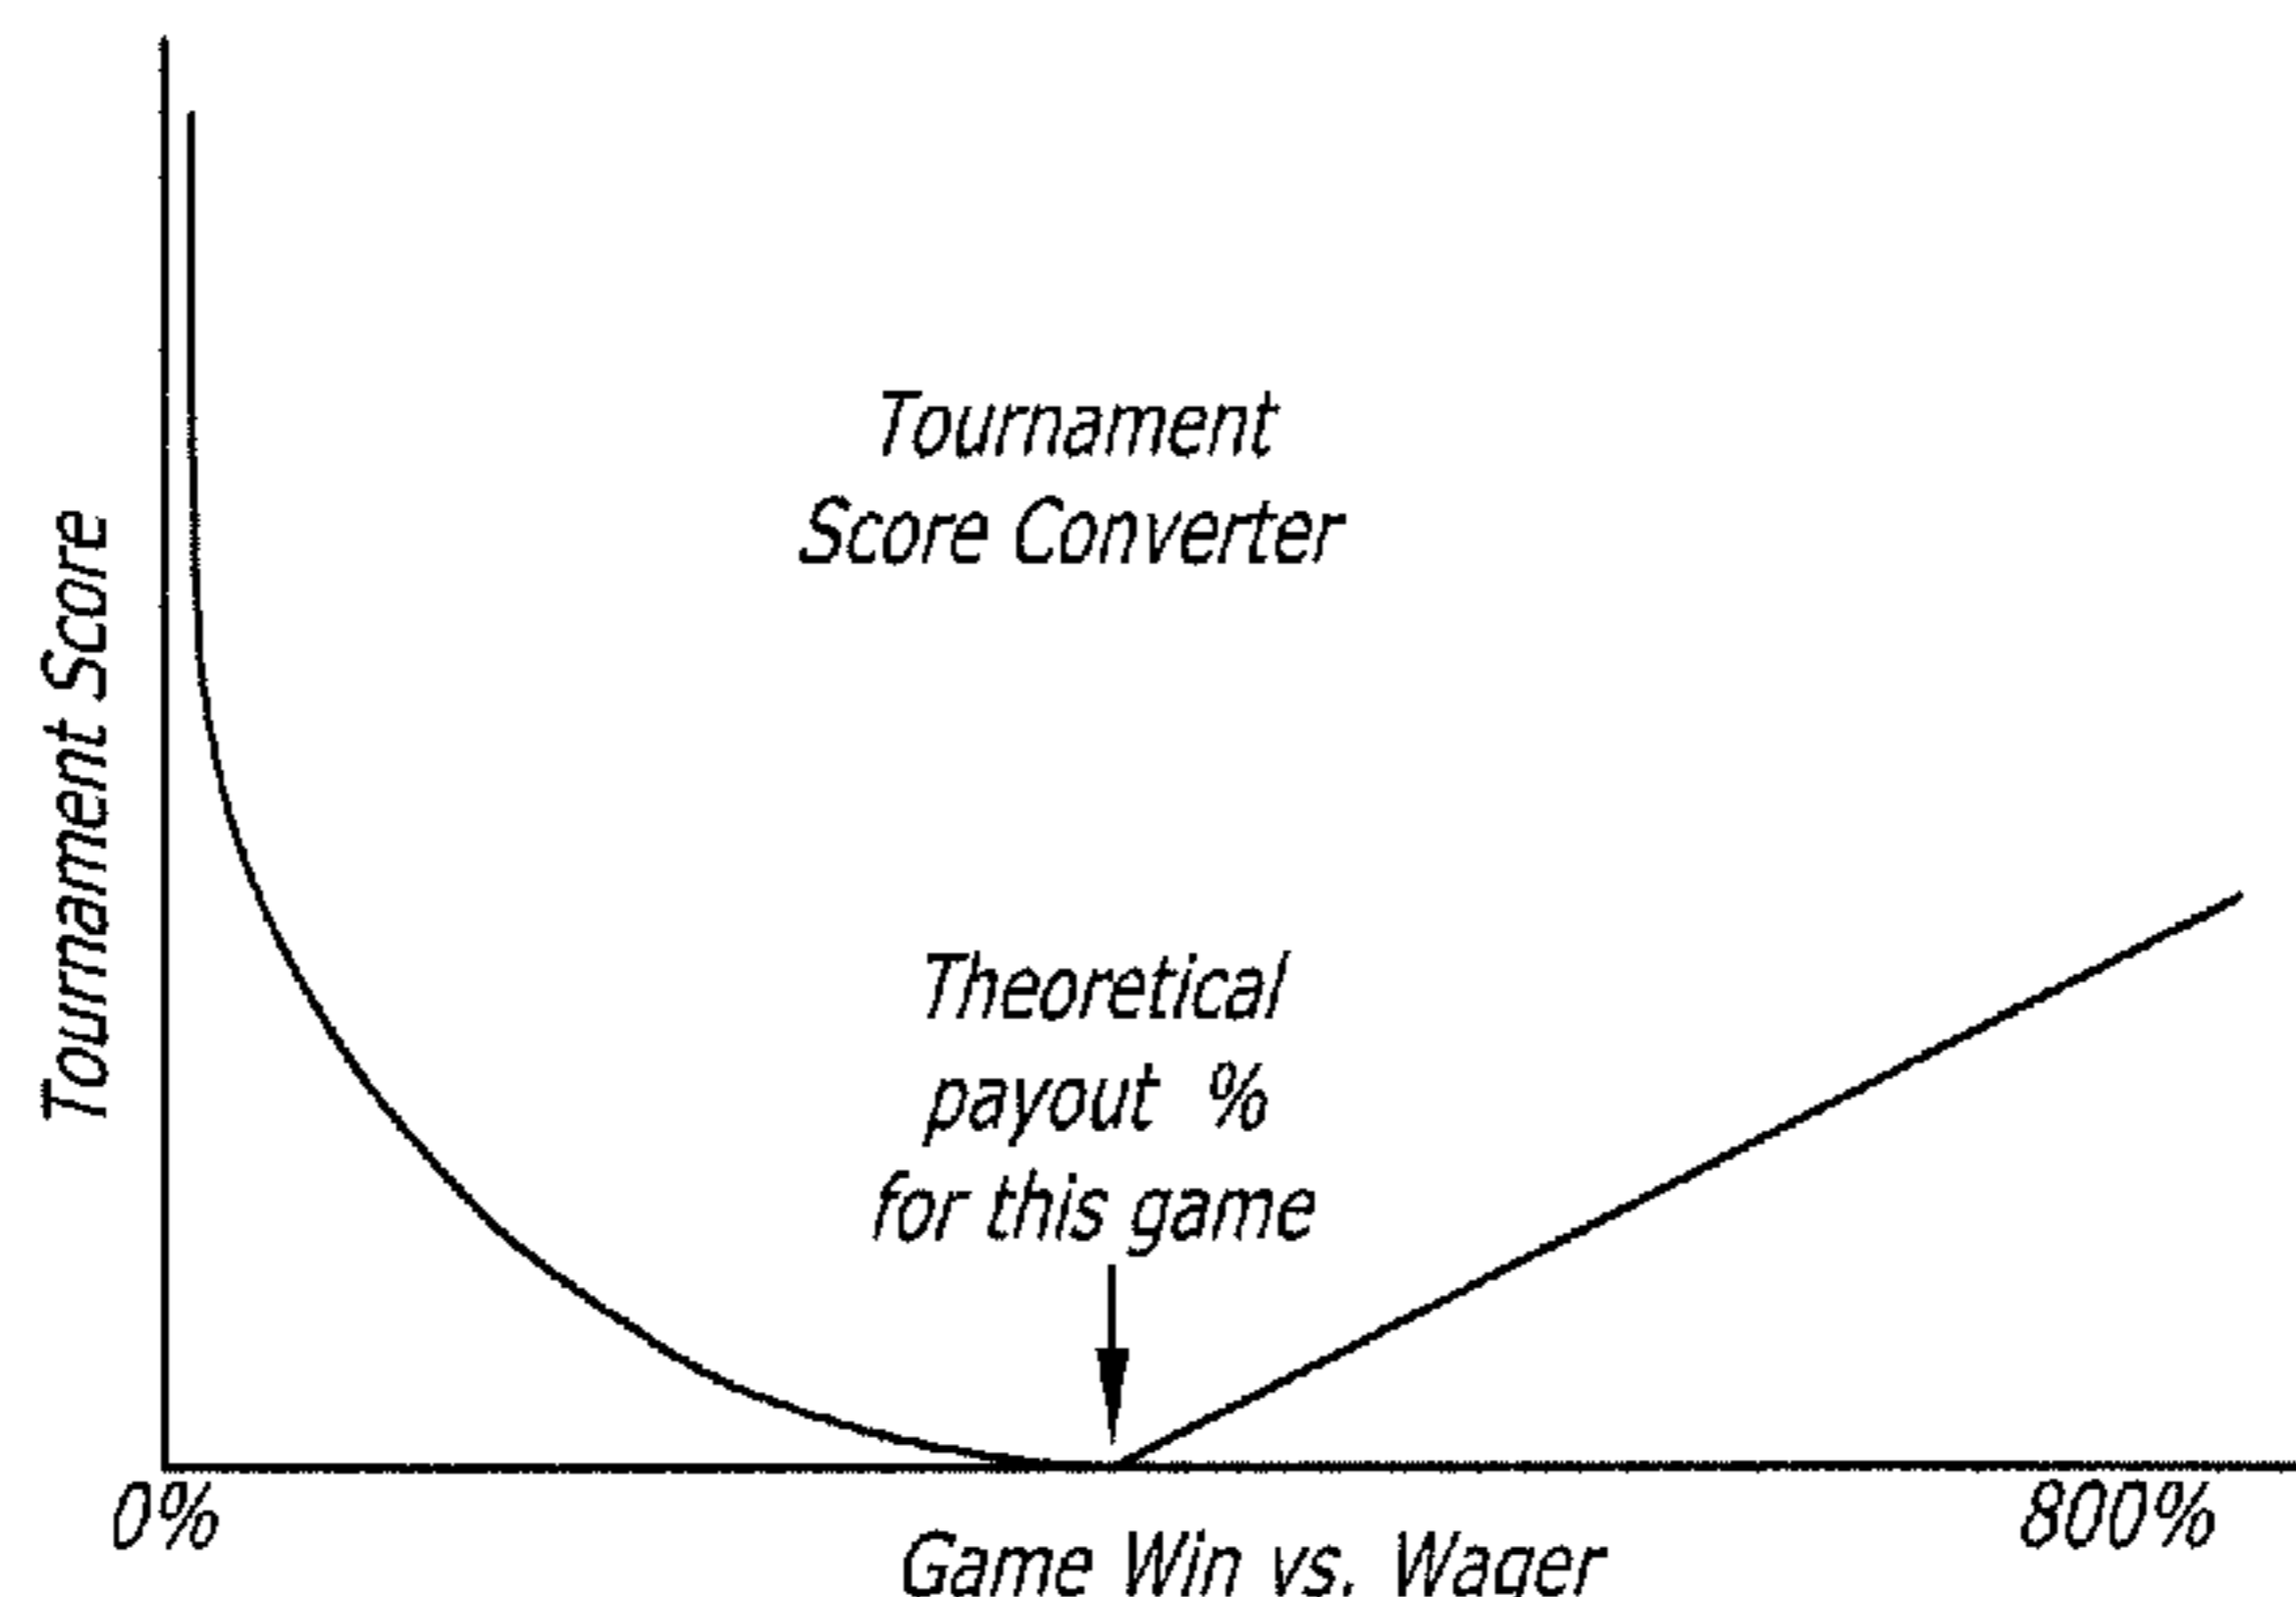 Tournament
Score Converter
Tournament Score
Theoretical
payout %
for this game
0%
800%
Game Win vs. Wager